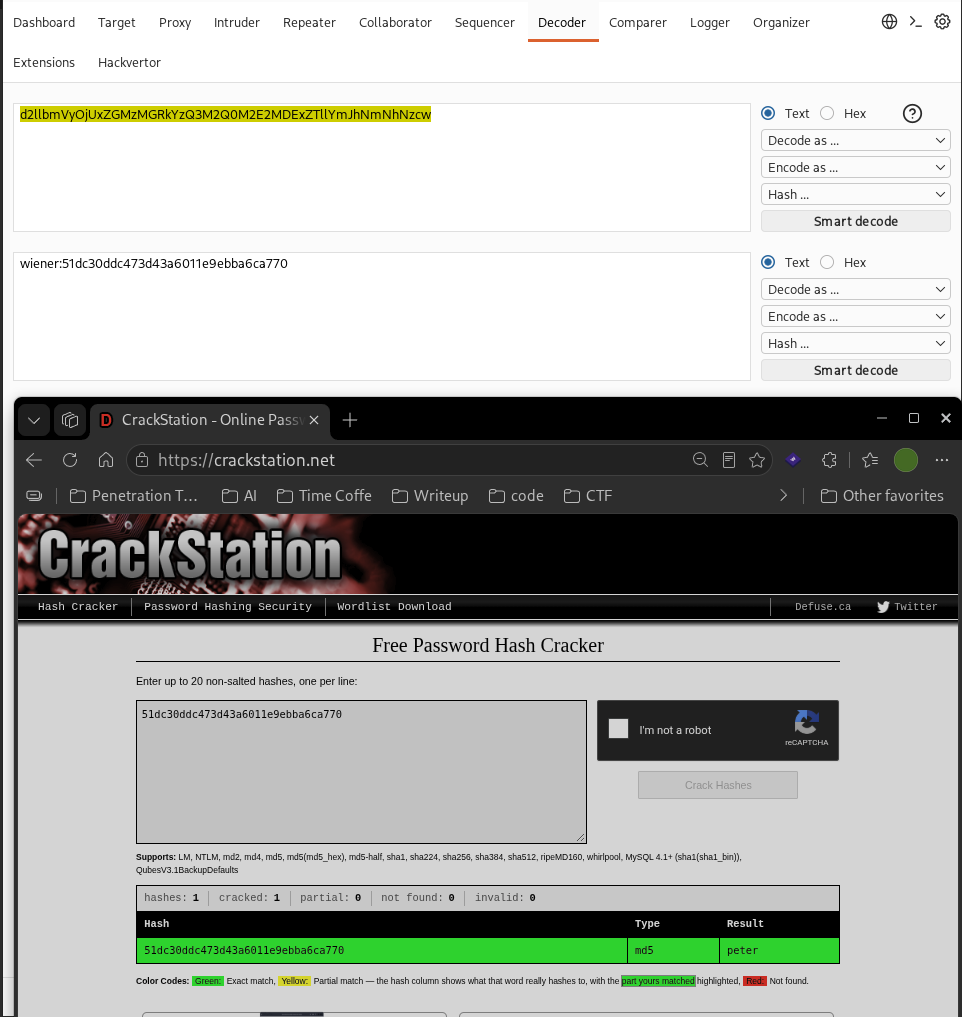 Dashboard Target Proxy Intruder Repeater Collaborator Sequencer Decoder Comparer Logger Organizer
Extensions Hackvertor
d2llbmVyOjUxZGMzMGRkYzQ3M2Q0M2E2MDExZTllYmJhNmNhNzcw
Text Hex ?
Decode as ...
Encode as ...
Hash ...
Smart decode
wiener:51dc30ddc473d43a6011e9ebba6ca770
Text Hex
Decode as ...
Encode as ...
Hash ...
Smart decode
D CrackStation - Online Passw
https://crackstation.net
Penetration T... AI Time Coffe Writeup code CTF Other favorites
CrackStation
Hash Cracker Password Hashing Security Wordlist Download Defuse.ca Twitter
Free Password Hash Cracker
Enter up to 20 non-salted hashes, one per line:
51dc30ddc473d43a6011e9ebba6ca770
I'm not a robot
reCAPTCHA
Crack Hashes
Supports: LM, NTLM, md2, md4, md5, md5(md5_hex), md5-half, sha1, sha224, sha256, sha384, sha512, ripeMD160, whirlpool, MySQL 4.1+ (sha1(sha1_bin)),
QubesV3.1BackupDefaults
hashes: 1 cracked: 1 partial: 0 not found: 0 invalid: 0
Hash Type Result
51dc30ddc473d43a6011e9ebba6ca770 md5 peter
Color Codes: Green: Exact match, Yellow: Partial match — the hash column shows what that word really hashes to, with the part yours matched highlighted, Red: Not found.